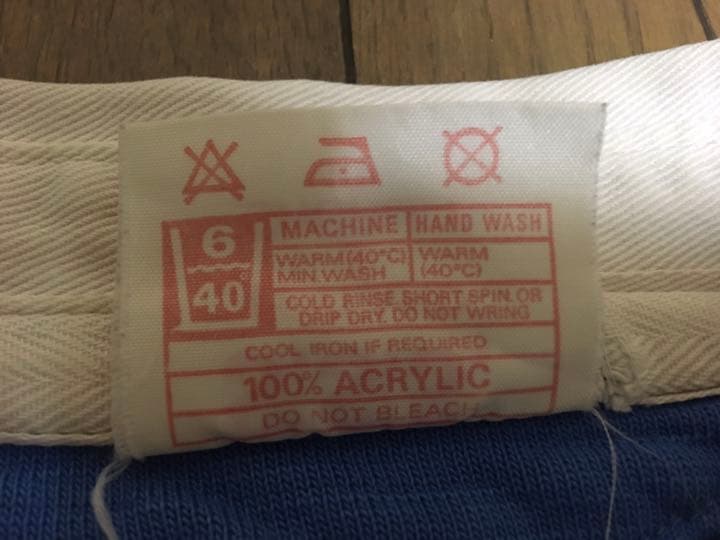 6
40
MACHINE HAND WASH
WARM(40°C) WARM
MIN.WASH (40°C)
COLD RINSE. SHORT SPIN. OR
DRIP DRY. DO NOT WRING
COOL IRON IF REQUIRED
100% ACRYLIC
DO NOT BLEACH